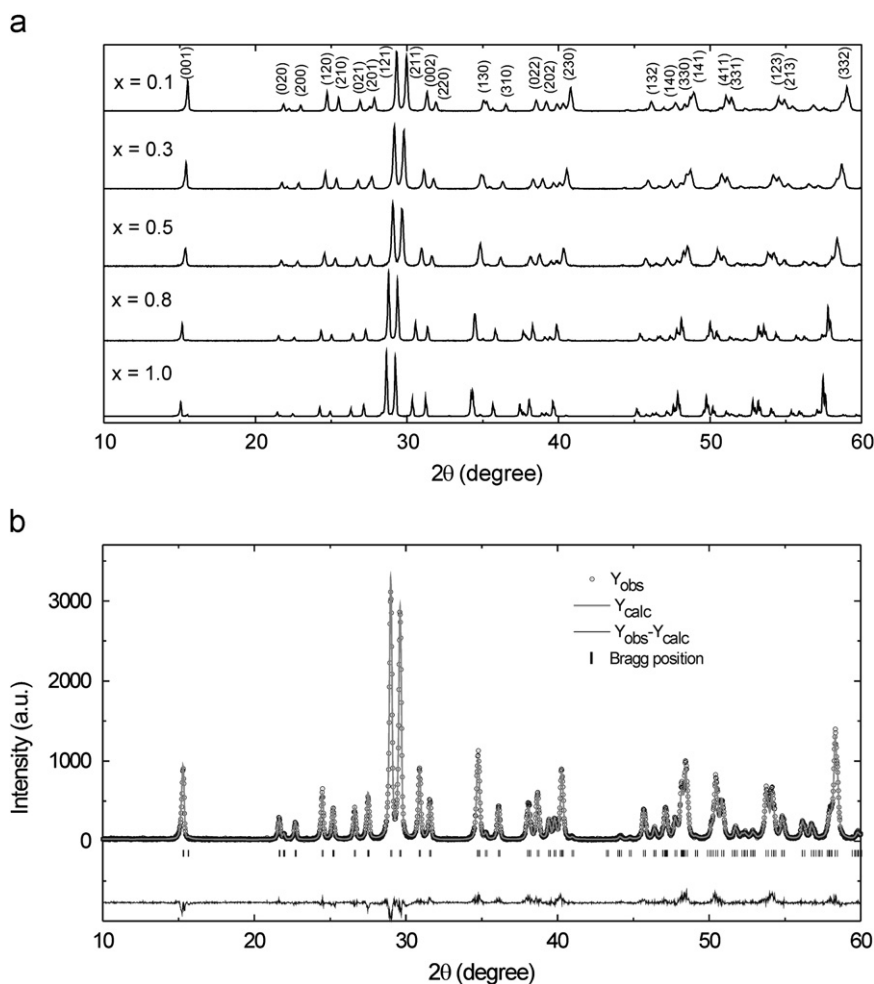 a
x = 0.1
(001)
(020)
(200)
(120)
(210)
(021)
(201)
(121)
(211)
(002)
(220)
(130)
(310)
(022)
(202)
(230)
(132)
(140)
(330)
(141)
(411)
(331)
(123)
(213)
(332)
x = 0.3
x = 0.5
x = 0.8
x = 1.0
10 20 30 40 50 60
2θ (degree)
b
Intensity (a.u.)
3000
2000
1000
0
Yobs
Ycalc
Yobs-Ycalc
Bragg position
10 20 30 40 50 60
2θ (degree)